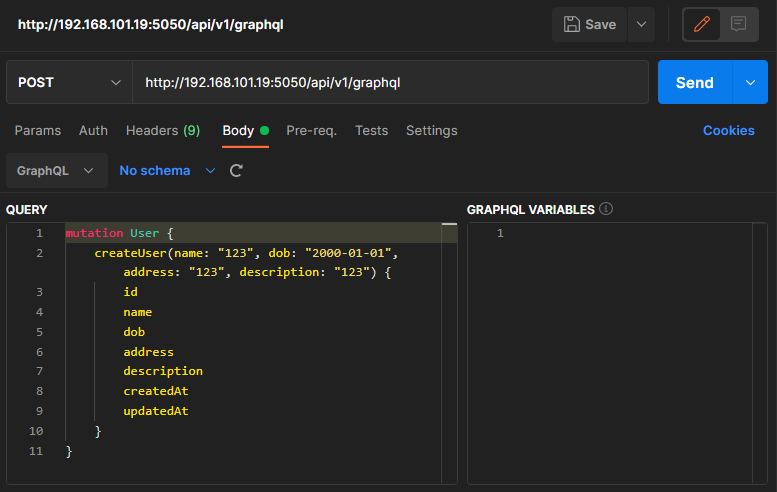 http://192.168.101.19:5050/api/v1/graphql
Save
POST
http://192.168.101.19:5050/api/v1/graphql
Send
Params Auth Headers (9) Body Pre-req. Tests Settings Cookies
GraphQL No schema
QUERY
1 mutation User {
2 createUser(name: "123", dob: "2000-01-01",
address: "123", description: "123") {
3 id
4 name
5 dob
6 address
7 description
8 createdAt
9 updatedAt
10 }
11 }
GRAPHQL VARIABLES
1